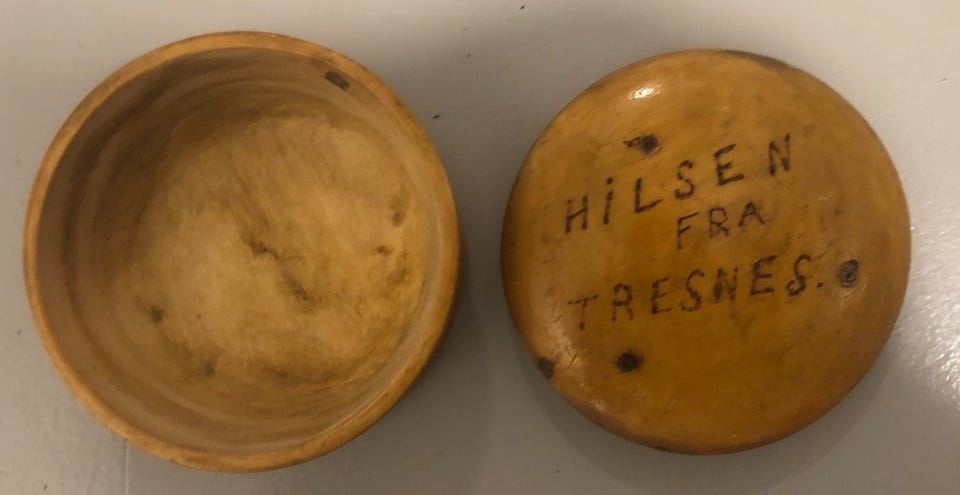 HiLSEN
FRA
TRESNES.